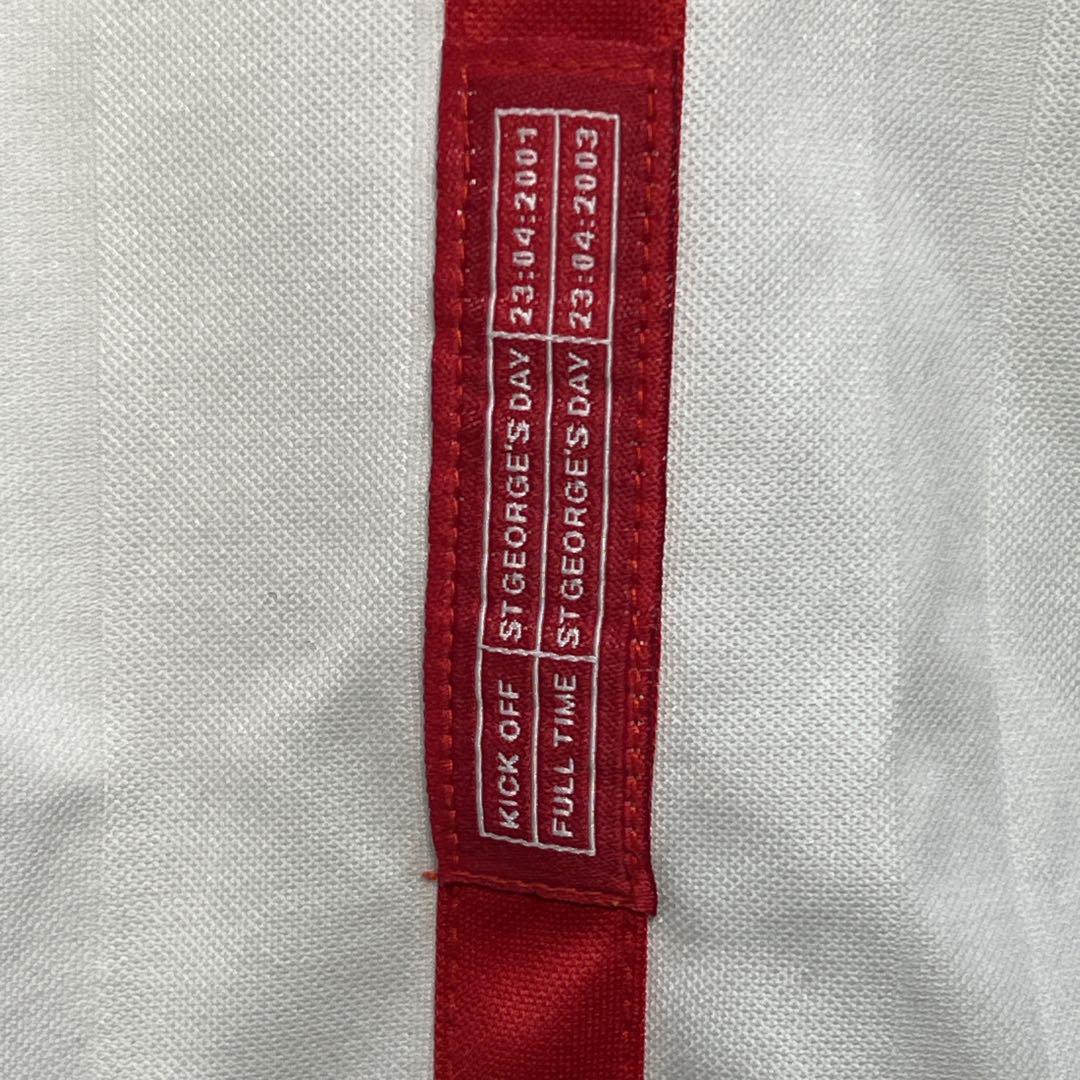 KICK OFF ST GEORGE'S DAY 23:04:2001
FULL TIME ST GEORGE'S DAY 23:04:2003